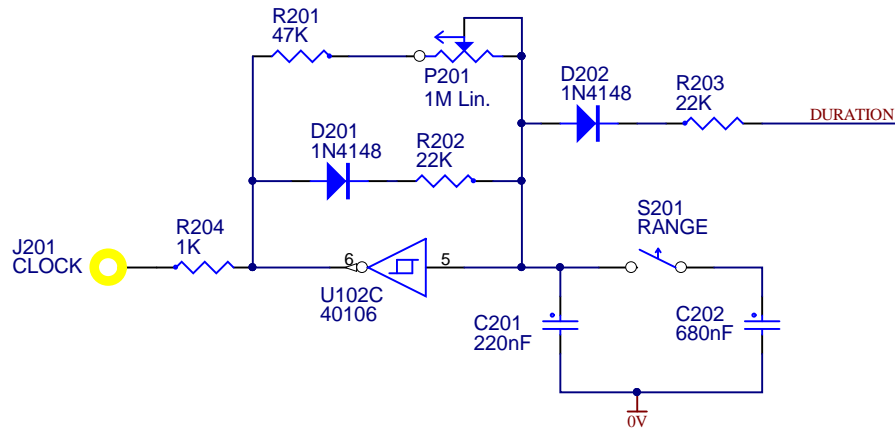 R201
47K
P201
1M Lin.
D202
1N4148
R203
22K
DURATION
D201
1N4148
R202
22K
S201
RANGE
R204
1K
J201
CLOCK
6
5
U102C
40106
C201
220nF
C202
680nF
0V